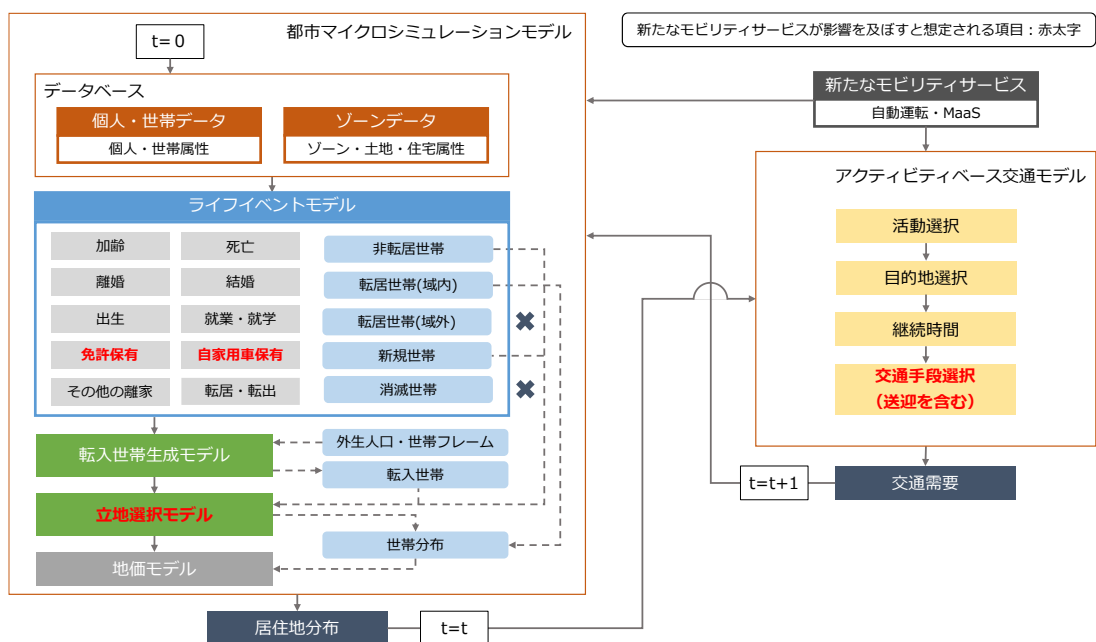 都市マイクロシミュレーションモデル
t=0
データベース
個人・世帯データ
個人・世帯属性
ゾーンデータ
ゾーン・土地・住宅属性
ライフイベントモデル
加齢
死亡
非転居世帯
離婚
結婚
転居世帯(域内)
出生
就業・就学
転居世帯(域外)
免許保有
自家用車保有
新規世帯
その他の離家
転居・転出
消滅世帯
転入世帯生成モデル
外生人口・世帯フレーム
転入世帯
立地選択モデル
世帯分布
地価モデル
居住地分布
t=t
新たなモビリティサービスが影響を及ぼすと想定される項目：赤太字
新たなモビリティサービス
自動運転・MaaS
アクティビティベース交通モデル
活動選択
目的地選択
継続時間
交通手段選択
（送迎を含む）
t=t+1
交通需要